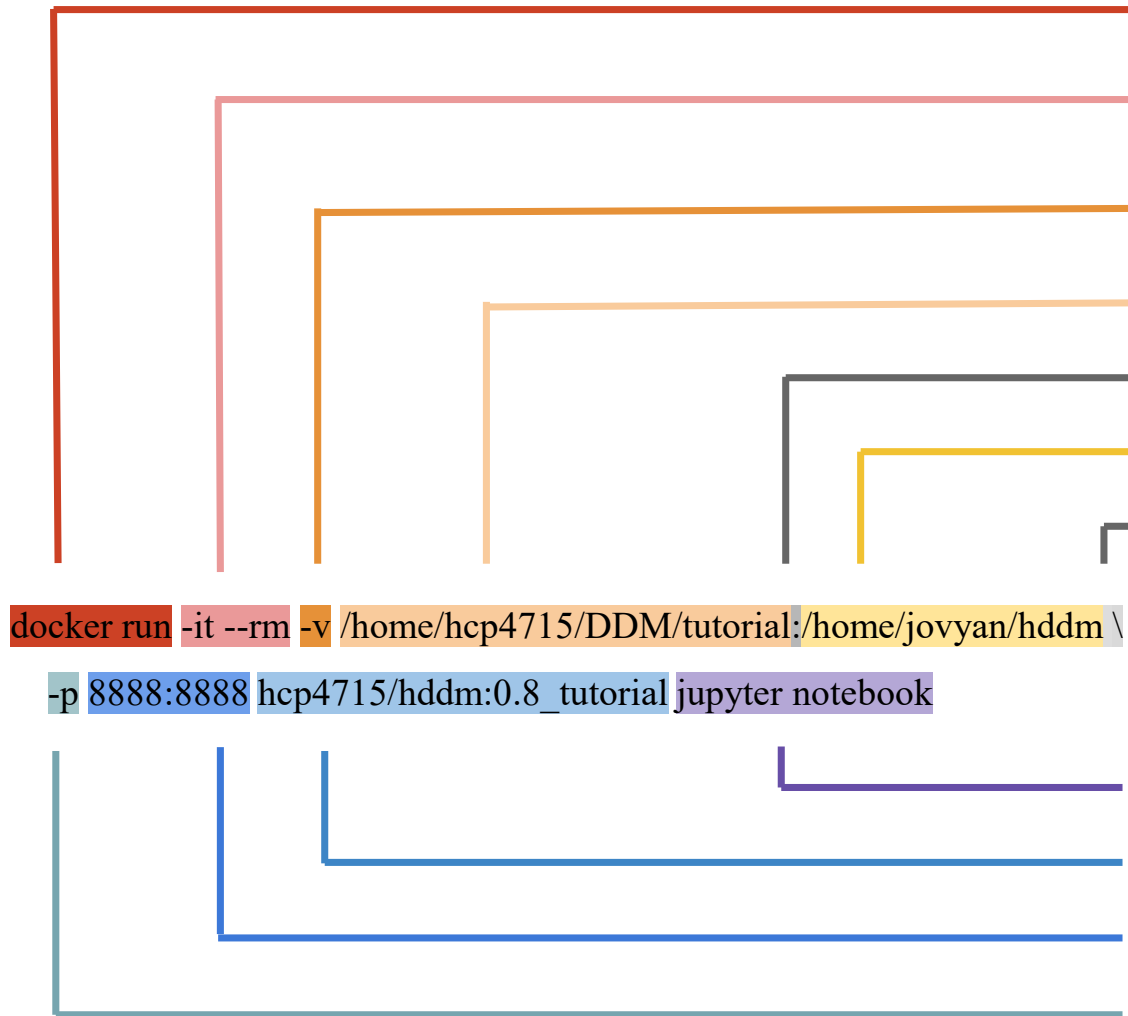 docker run -it --rm -v /home/hcp4715/DDM/tutorial:/home/jovyan/hddm \
-p 8888:8888 hcp4715/hddm:0.8_tutorial jupyter notebook